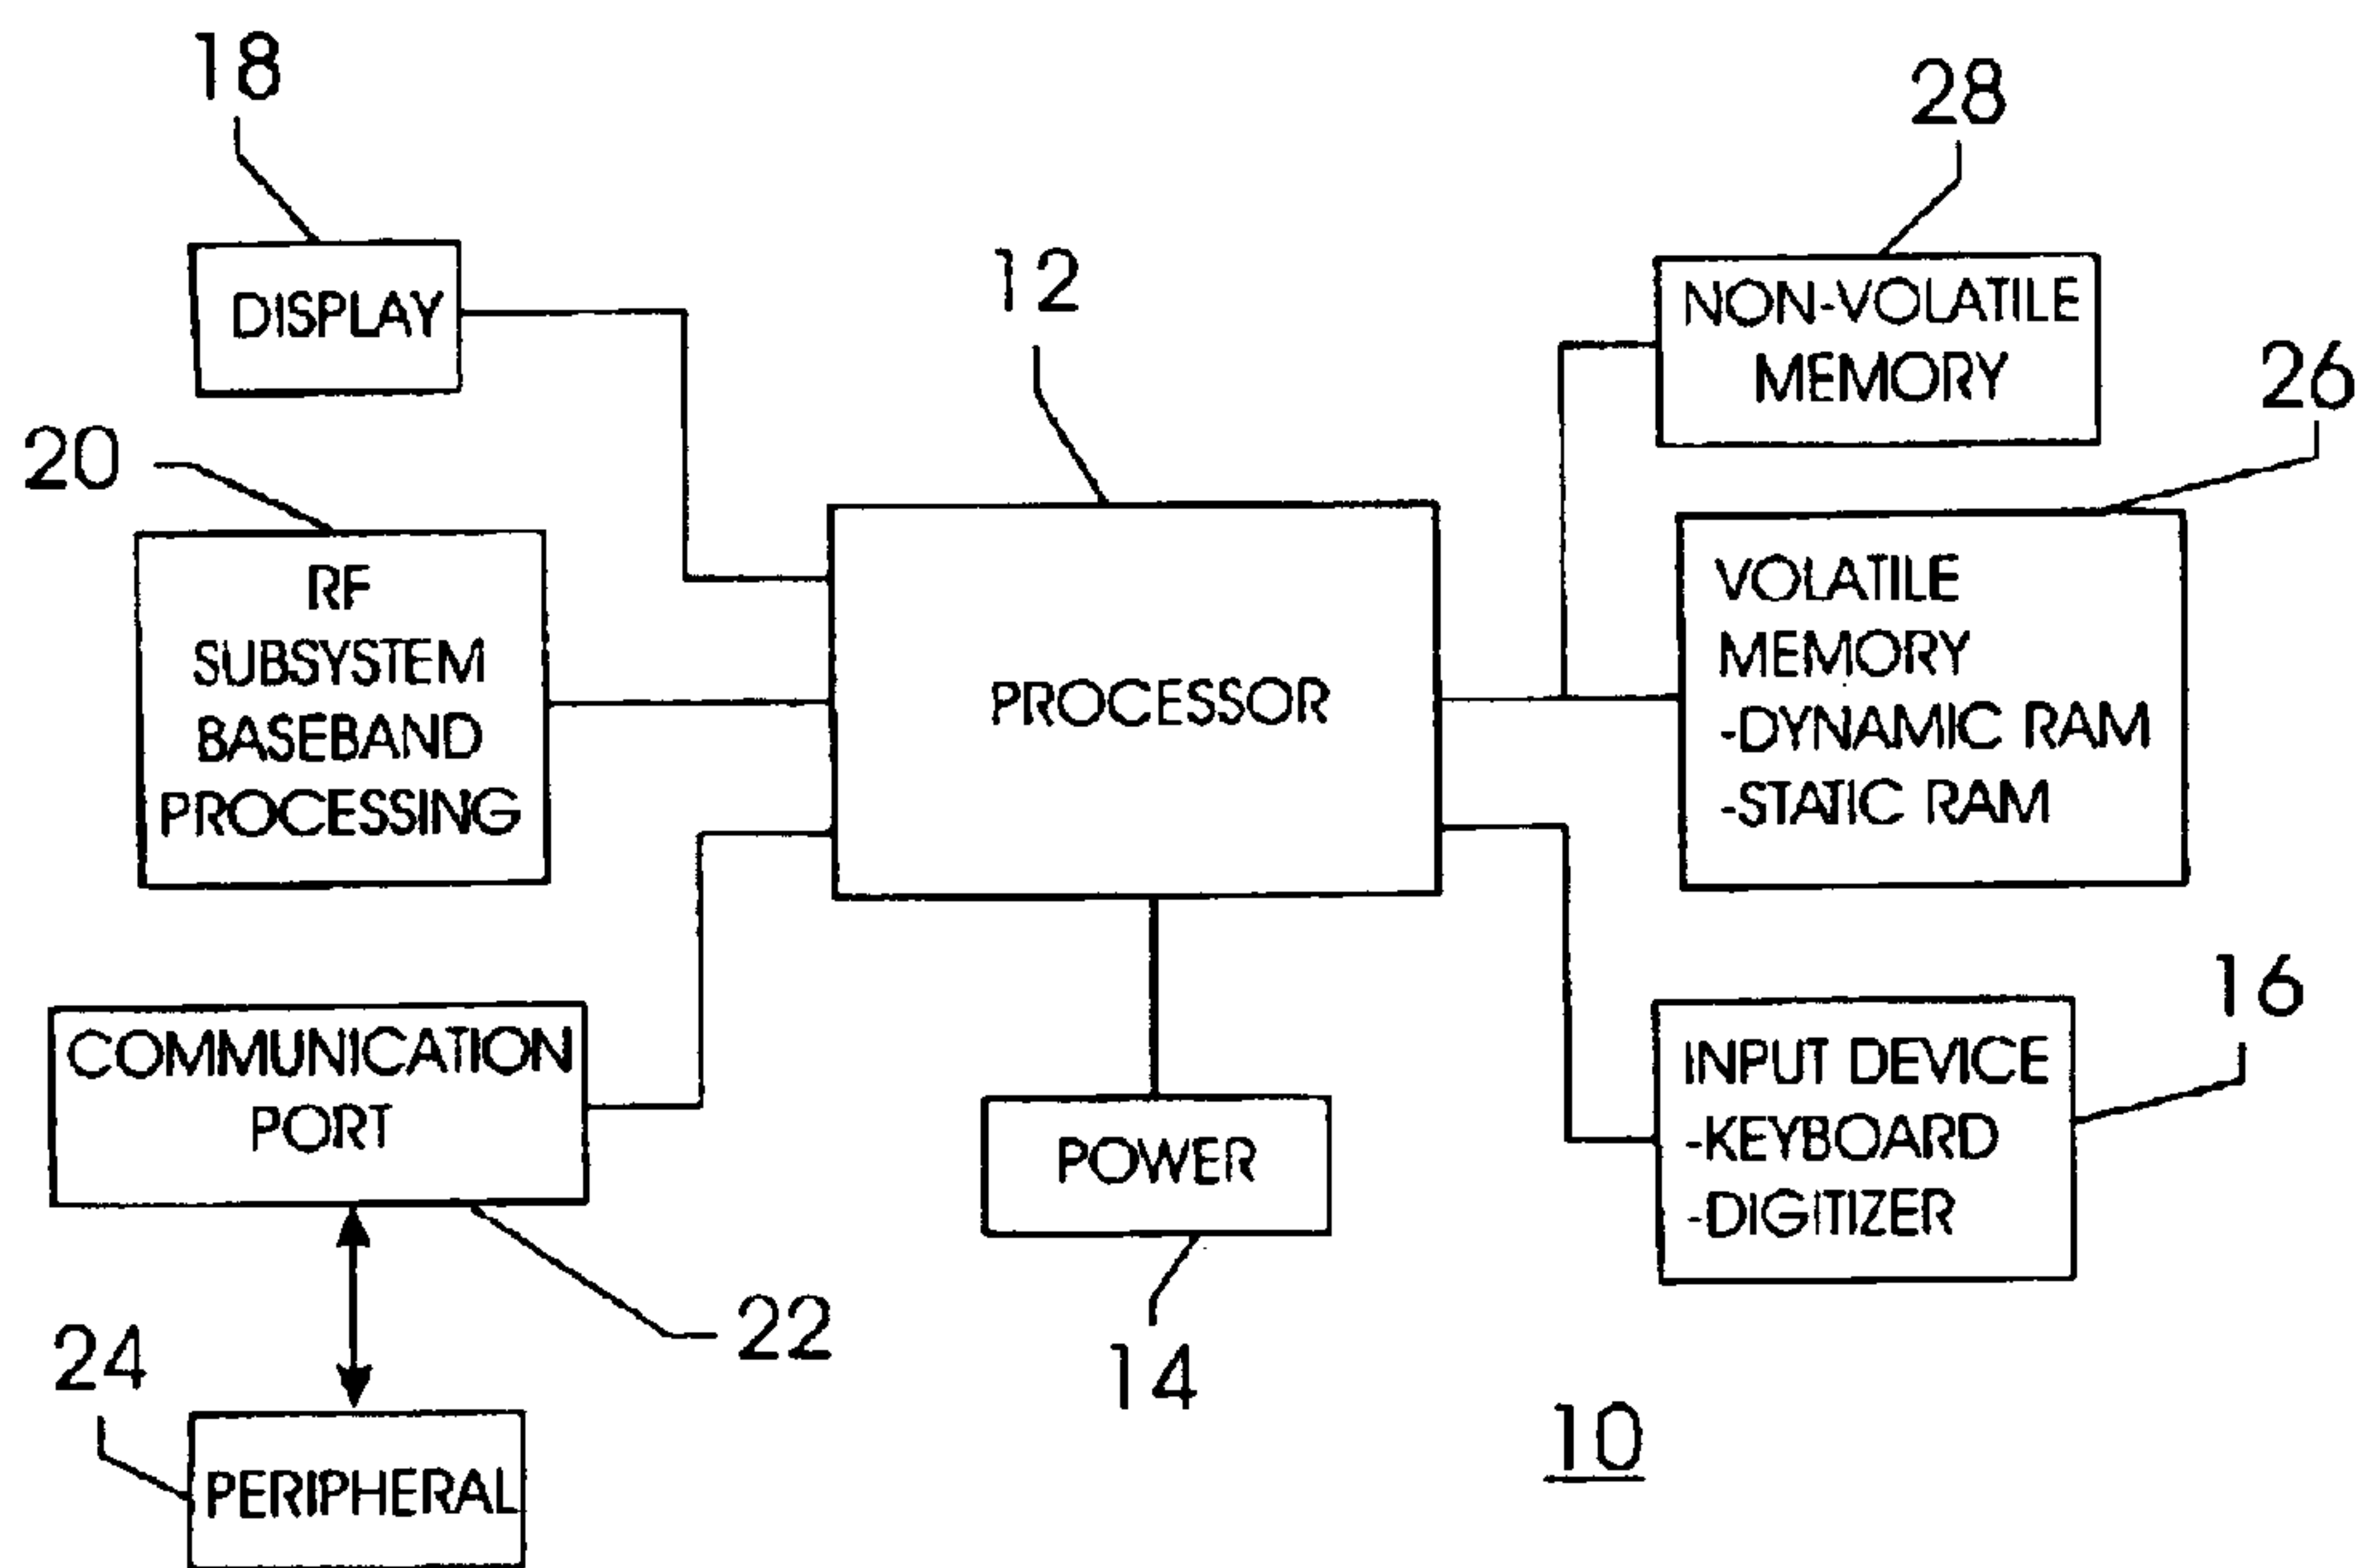 18
28
12
DISPLAY
NON-VOLATILE
MEMORY
26
20
RF
SUBSYSTEM
BASEBAND
PROCESSING
PROCESSOR
VOLATILE
MEMORY
-DYNAMIC RAM
-STATIC RAM
16
COMMUNICATION
PORT
POWER
INPUT DEVICE
-KEYBOARD
-DIGITIZER
22
24
14
10
PERIPHERAL